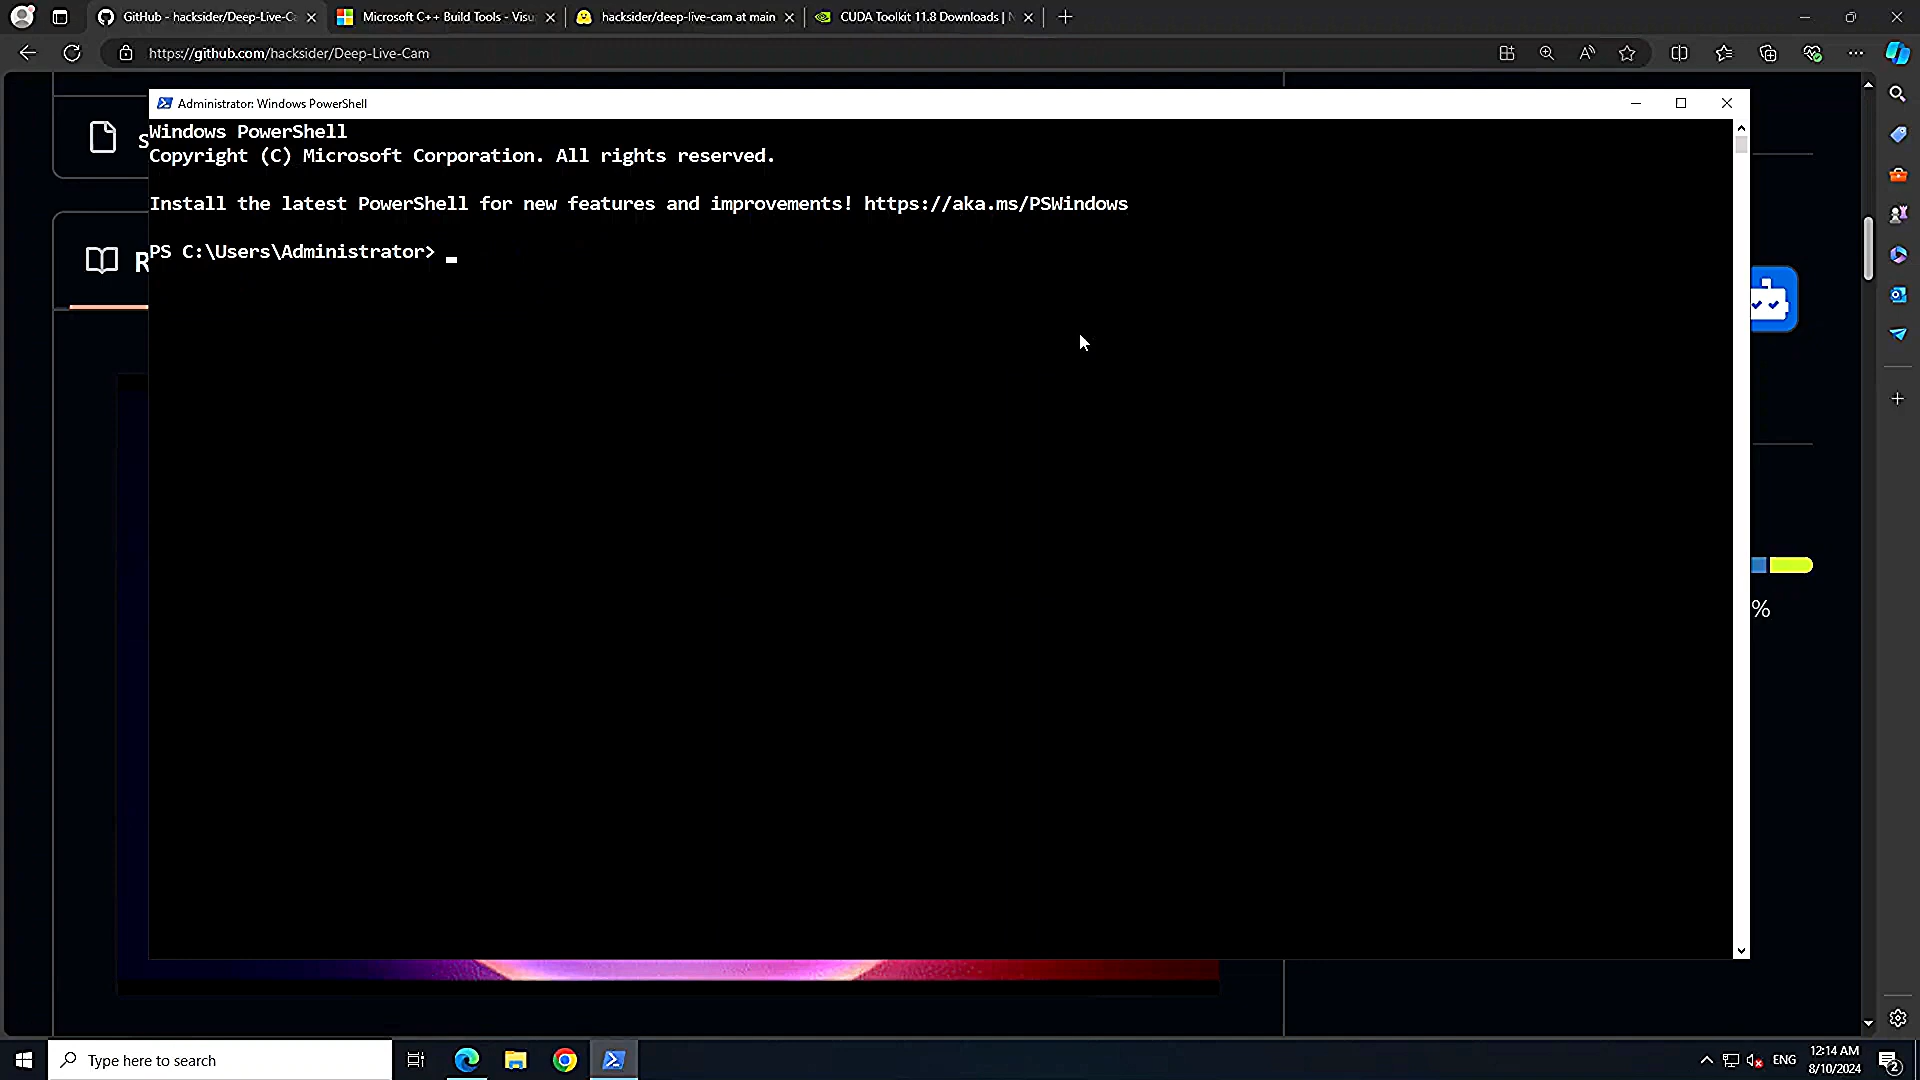 GitHub - hacksider/Deep-Live-Ca
Microsoft C++ Build Tools - Visu
hacksider/deep-live-cam at main
CUDA Toolkit 11.8 Downloads | N
https://github.com/hacksider/Deep-Live-Cam
Administrator: Windows PowerShell
Windows PowerShell
Copyright (C) Microsoft Corporation. All rights reserved.
Install the latest PowerShell for new features and improvements! https://aka.ms/PSWindows
PS C:\Users\Administrator>
s
R
%
Type here to search
ENG
12:14 AM
8/10/2024
2